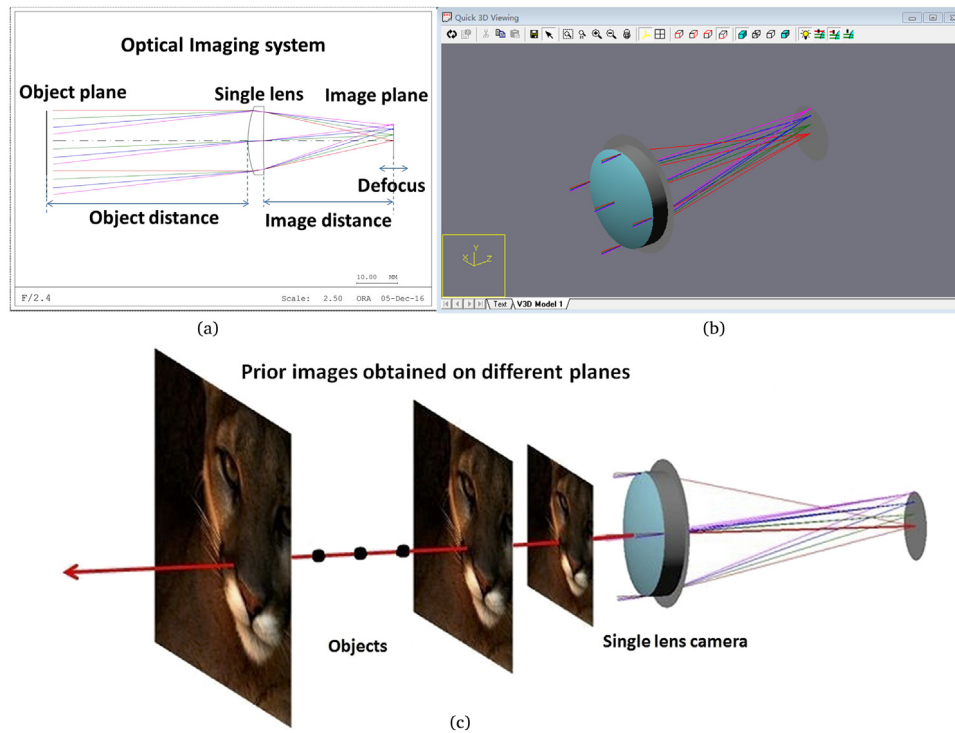 Optical Imaging system
Object plane
Single lens
Image plane
Defocus
Object distance
Image distance
10.00 MM
F/2.4
Scale: 2.50 ORA 05-Dec-16
(a)
Quick 3D Viewing
Y
X
Z
Text V3D Model 1
(b)
Prior images obtained on different planes
Objects
Single lens camera
(c)